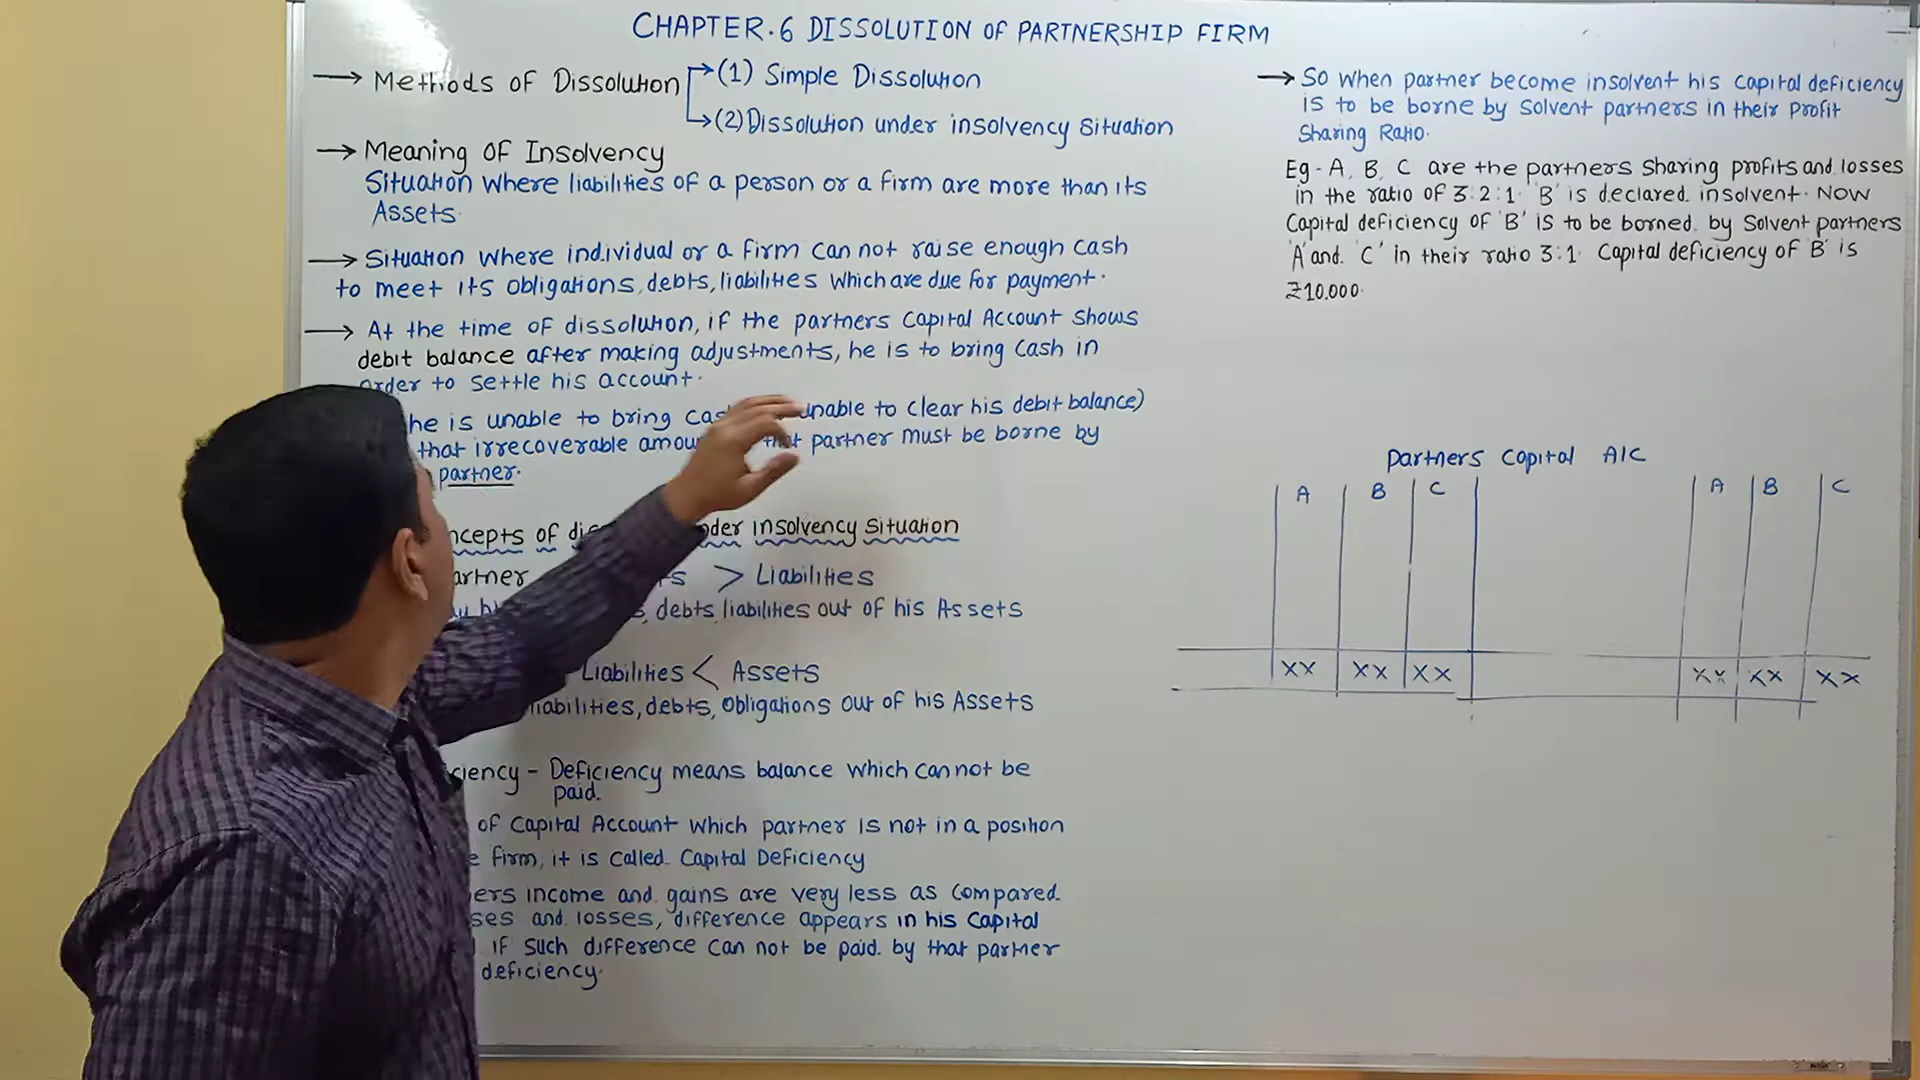 CHAPTER.6 DISSOLUTION OF PARTNERSHIP FIRM
→ Methods of Dissolution
→(1) Simple Dissolution
→(2) Dissolution under insolvency Situation
→ Meaning OF Insolvency
Situation where liabilities of a person or a firm are more than its
Assets.
→ Situation where individual or a firm can not raise enough cash
to meet its obligations, debts, liabilities which are due for payment.
→ At the time of dissolution, if the partners Capital Account shows
debit balance after making adjustments, he is to bring cash in
order to settle his account.
he is unable to bring unable to clear his debit balance)
that irrecoverable partner must be borne by
partner.
of insolvency situation
> Liabilities
debts, liabilities out of his Assets
Liabilities < Assets
debts, obligations out of his Assets
– Deficiency means balance which can not be
paid.
of Capital Account which partner is not in a position
firm, it is called Capital Deficiency
income and gains are very less as compared
and losses, difference appears in his Capital
If such difference can not be paid by that partner
deficiency.
→ So when partner become insolvent his capital deficiency
is to be borne by solvent partners in their profit
Sharing Ratio.
Eg - A, B, C are the partners sharing profits and losses
in the ratio of 3:2:1. 'B' is declared insolvent. Now
Capital deficiency of 'B' is to be borned by solvent partners
'A' and 'C' in their ratio 3:1. Capital deficiency of 'B' is
₹10.000.
Partners Capital A/C
A B C A B C
XX XX XX XX XX XX